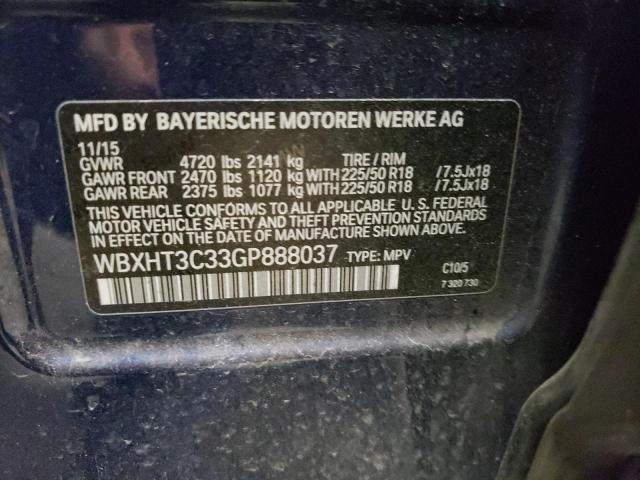 MFD BY BAYERISCHE MOTOREN WERKE AG
11/15
GVWR 4720 lbs 2141 kg TIRE / RIM
GAWR FRONT 2470 lbs 1120 kg WITH 225/50 R18 /7.5Jx18
GAWR REAR 2375 lbs 1077 kg WITH 225/50 R18 /7.5Jx18
THIS VEHICLE CONFORMS TO ALL APPLICABLE U. S. FEDERAL
MOTOR VEHICLE SAFETY AND THEFT PREVENTION STANDARDS
IN EFFECT ON THE DATE OF MANUFACTURE SHOWN ABOVE.
WBXHT3C33GP888037 TYPE: MPV
C10/5
7 320 730